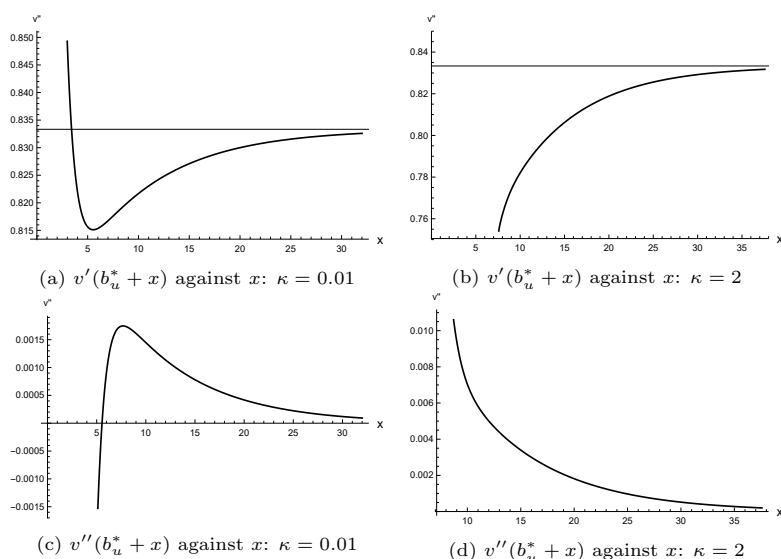 v''
0.850
0.845
0.840
0.835
0.830
0.825
0.820
0.815
5 10 15 20 25 30 x
(a) v′(b*u + x) against x: κ = 0.01
v''
0.84
0.82
0.80
0.78
0.76
5 10 15 20 25 30 35 x
(b) v′(b*u + x) against x: κ = 2
v''
0.0015
0.0010
0.0005
5 10 15 20 25 30 x
-0.0005
-0.0010
-0.0015
(c) v′′(b*u + x) against x: κ = 0.01
v''
0.010
0.008
0.006
0.004
0.002
10 15 20 25 30 35 x
(d) v′′(b*u + x) against x: κ = 2